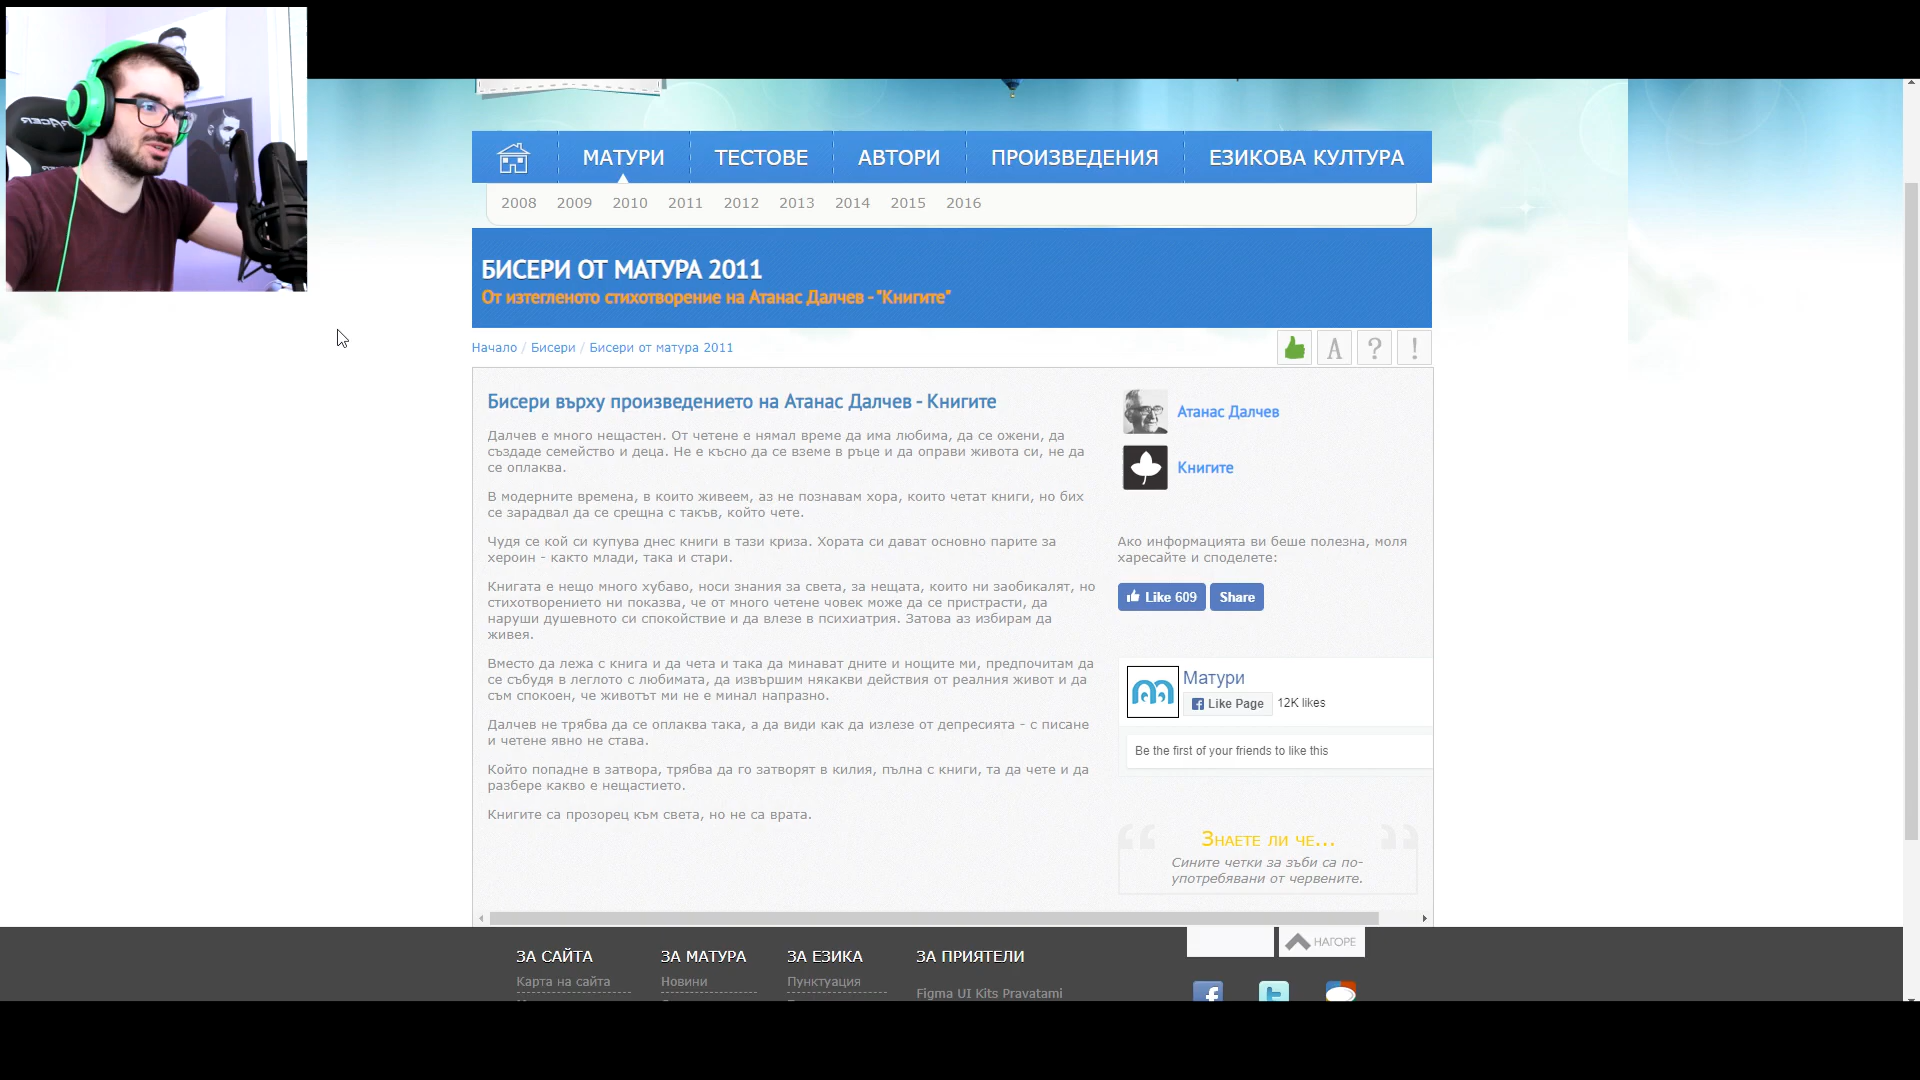 МАТУРИ ТЕСТОВЕ АВТОРИ ПРОИЗВЕДЕНИЯ ЕЗИКОВА КУЛТУРА
2008 2009 2010 2011 2012 2013 2014 2015 2016
БИСЕРИ ОТ МАТУРА 2011
От изтегленото стихотворение на Атанас Далчев - "Книгите"
Начало / Бисери / Бисери от матура 2011
A ? !
Бисери върху произведението на Атанас Далчев - Книгите
Далчев е много нещастен. От четене е нямал време да има любима, да се ожени, да
създаде семейство и деца. Не е късно да се вземе в ръце и да оправи живота си, не да
се оплаква.
В модерните времена, в които живеем, аз не познавам хора, които четат книги, но бих
се зарадвал да се срещна с такъв, който чете.
Чудя се кой си купува днес книги в тази криза. Хората си дават основно парите за
хероин - както млади, така и стари.
Книгата е нещо много хубаво, носи знания за света, за нещата, които ни заобикалят, но
стихотворението ни показва, че от много четене човек може да се пристрасти, да
наруши душевното си спокойствие и да влезе в психиатрия. Затова аз избирам да
живея.
Вместо да лежа с книга и да чета и така да минават дните и нощите ми, предпочитам да
се събудя в леглото с любимата, да извършим някакви действия от реалния живот и да
съм спокоен, че животът ми не е минал напразно.
Далчев не трябва да се оплаква така, а да види как да излезе от депресията - с писане
и четене явно не става.
Който попадне в затвора, трябва да го затворят в килия, пълна с книги, та да чете и да
разбере какво е нещастието.
Книгите са прозорец към света, но не са врата.
Атанас Далчев
Книгите
Ако информацията ви беше полезна, моля
харесайте и споделете:
Like 609 Share
Матури
Like Page 12K likes
Be the first of your friends to like this
Знаете ли че...
Сините четки за зъби са по-
употребявани от червените.
НАГОРЕ
ЗА САЙТА ЗА МАТУРА ЗА ЕЗИКА ЗА ПРИЯТЕЛИ
Карта на сайта Новини Пунктуация
Figma UI Kits Pravatami